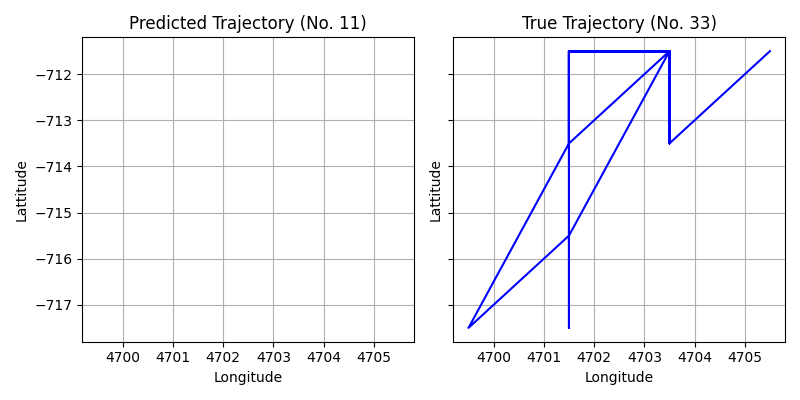 Predicted Trajectory (No. 11)
−712
−713
−714
−715
−716
−717
Lattitude
4700 4701 4702 4703 4704 4705
Longitude
True Trajectory (No. 33)
Lattitude
4700 4701 4702 4703 4704 4705
Longitude